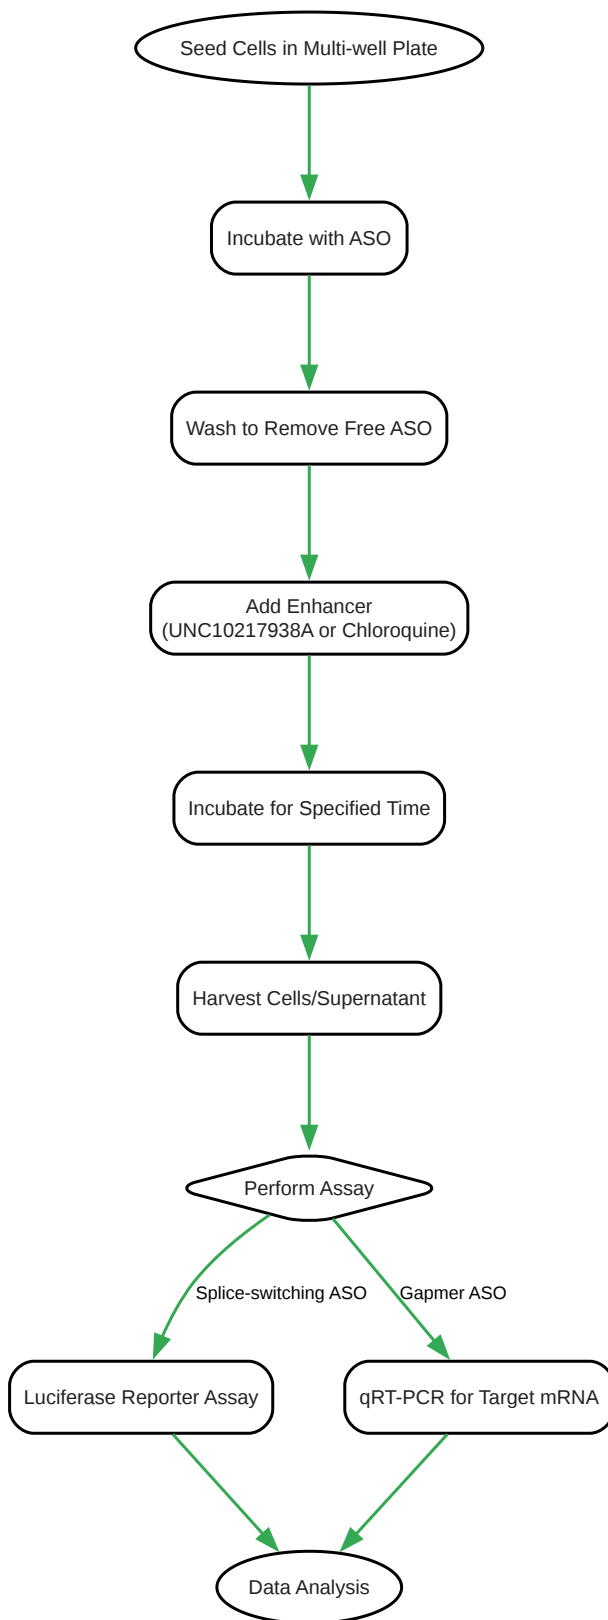 Seed Cells in Multi-well Plate
Incubate with ASO
Wash to Remove Free ASO
Add Enhancer
(UNC10217938A or Chloroquine)
Incubate for Specified Time
Harvest Cells/Supernatant
Perform Assay
Splice-switching ASO
Gapmer ASO
Luciferase Reporter Assay
qRT-PCR for Target mRNA
Data Analysis